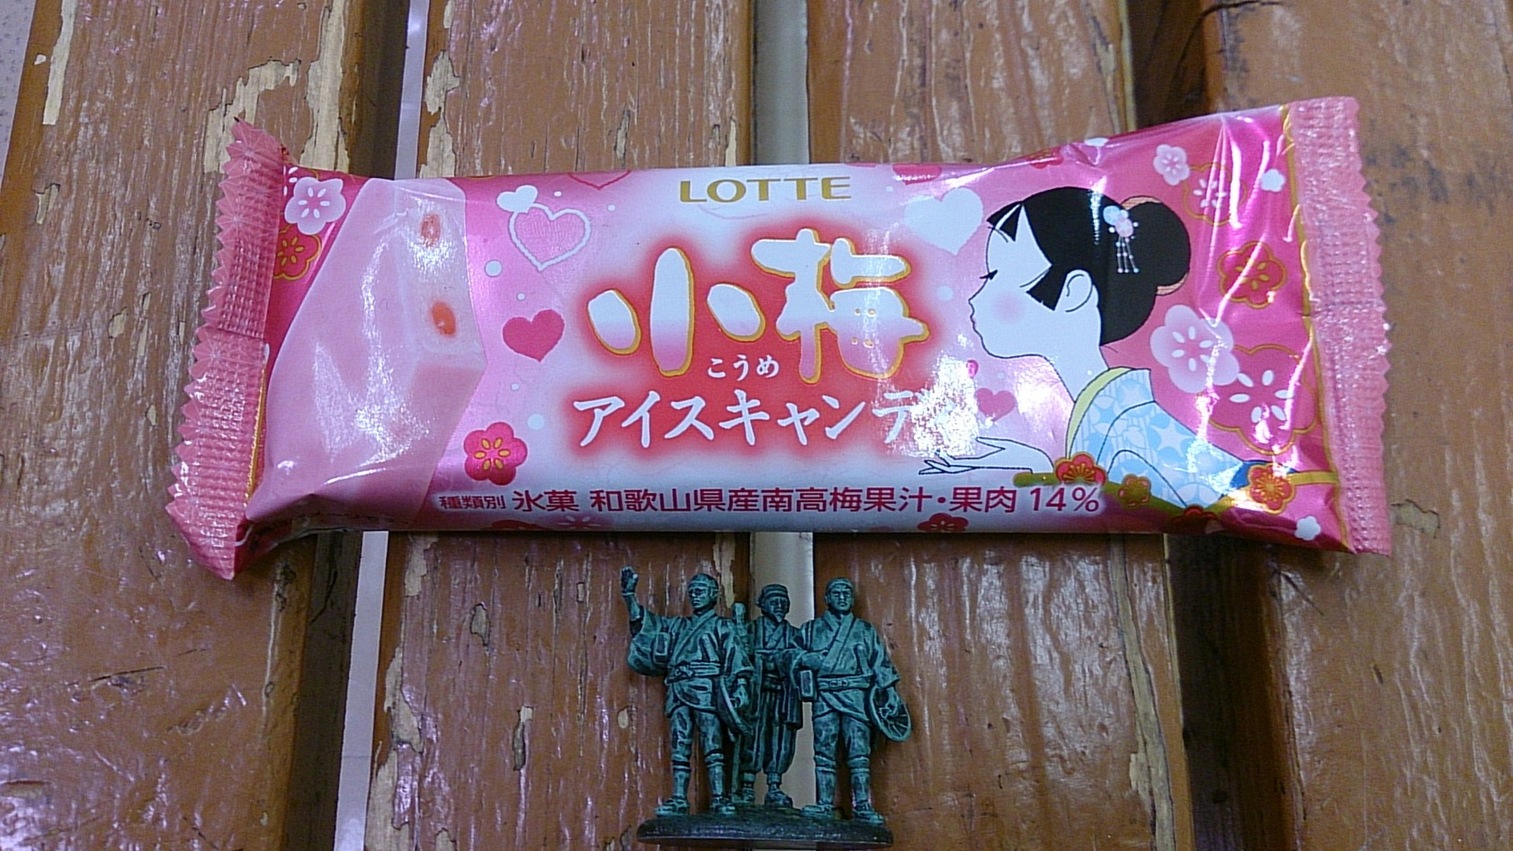 LOTTE
小梅
こうめ
アイスキャンディー
種類別 氷菓 和歌山県産南高梅果汁・果肉 14%